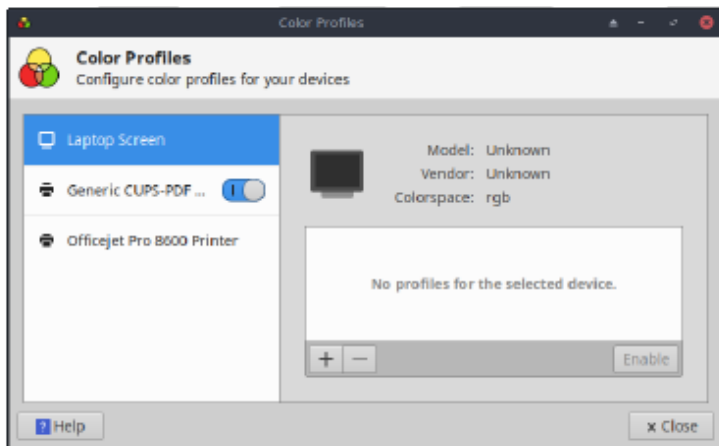 Color Profiles
Color Profiles
Configure color profiles for your devices
Laptop Screen
Generic CUPS-PDF ...
Officejet Pro 8600 Printer
Model: Unknown
Vendor: Unknown
Colorspace: rgb
No profiles for the selected device.
+ −
Enable
? Help
x Close